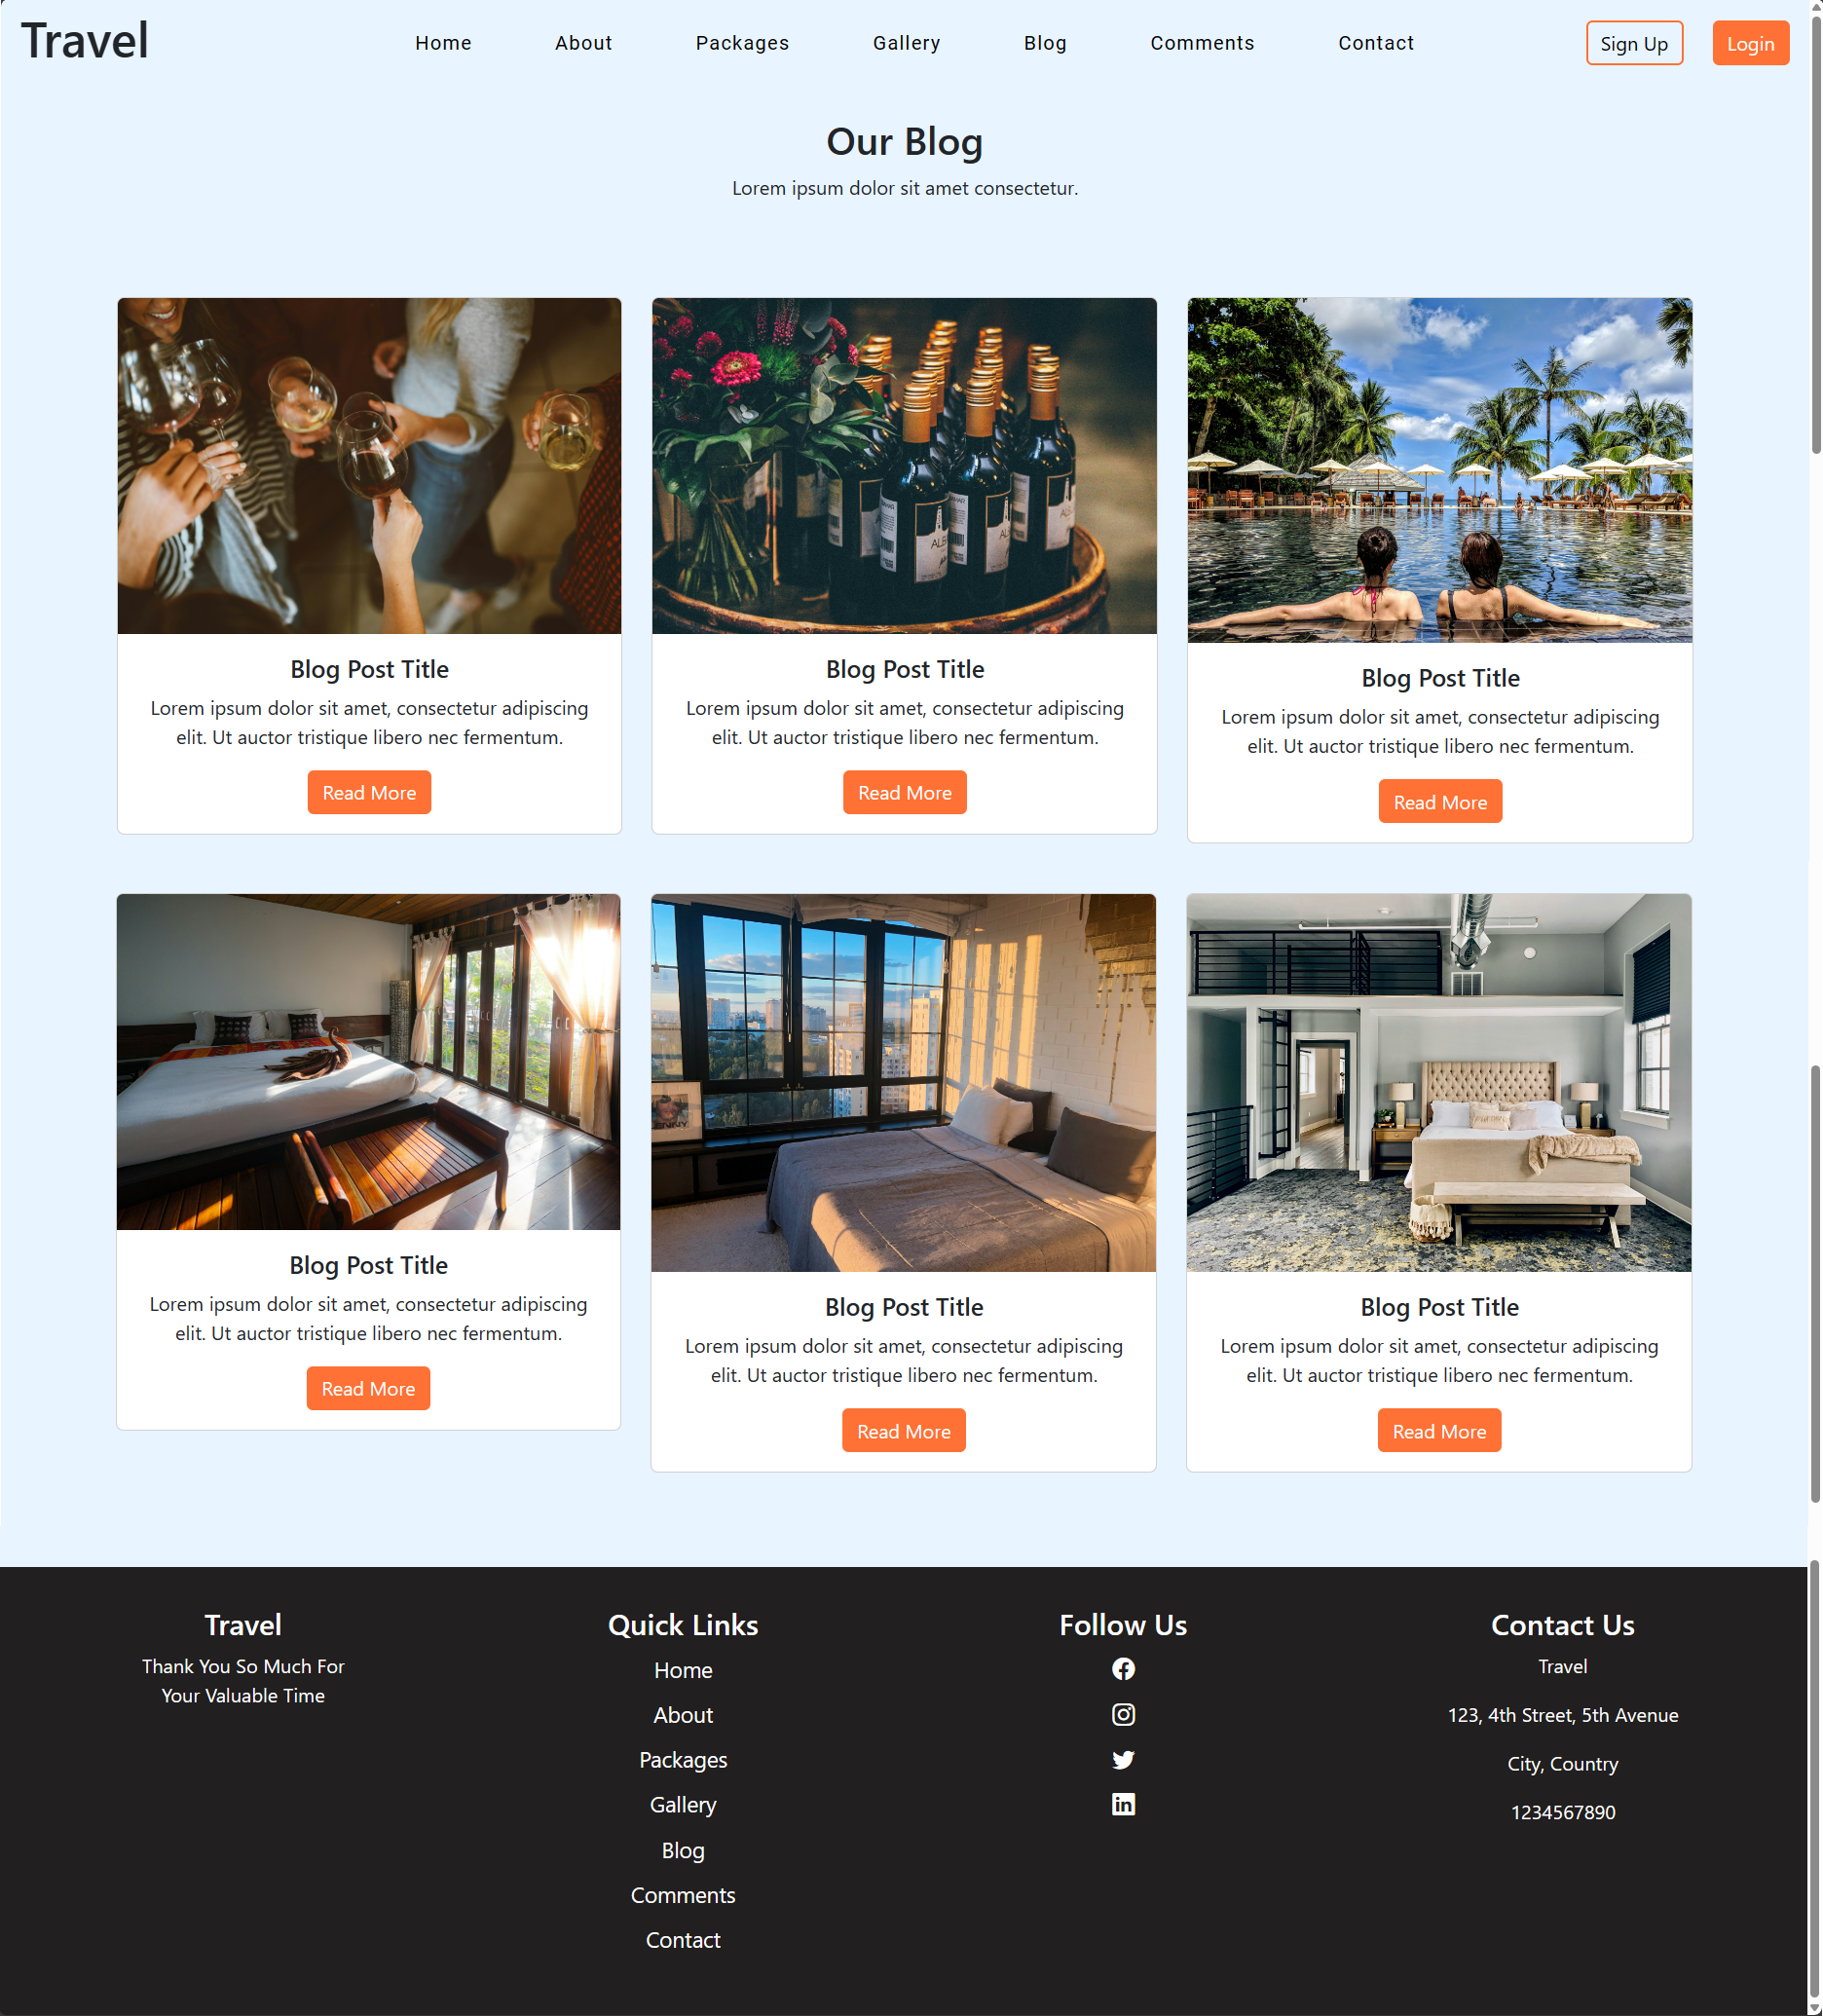 Travel
Home
About
Packages
Gallery
Blog
Comments
Contact
Sign Up
Login
Our Blog
Lorem ipsum dolor sit amet consectetur.
Blog Post Title
Lorem ipsum dolor sit amet, consectetur adipiscing
elit. Ut auctor tristique libero nec fermentum.
Read More
Blog Post Title
Lorem ipsum dolor sit amet, consectetur adipiscing
elit. Ut auctor tristique libero nec fermentum.
Read More
Blog Post Title
Lorem ipsum dolor sit amet, consectetur adipiscing
elit. Ut auctor tristique libero nec fermentum.
Read More
Blog Post Title
Lorem ipsum dolor sit amet, consectetur adipiscing
elit. Ut auctor tristique libero nec fermentum.
Read More
Blog Post Title
Lorem ipsum dolor sit amet, consectetur adipiscing
elit. Ut auctor tristique libero nec fermentum.
Read More
Blog Post Title
Lorem ipsum dolor sit amet, consectetur adipiscing
elit. Ut auctor tristique libero nec fermentum.
Read More
Travel
Thank You So Much For
Your Valuable Time
Quick Links
Home
About
Packages
Gallery
Blog
Comments
Contact
Follow Us
Contact Us
Travel
123, 4th Street, 5th Avenue
City, Country
1234567890